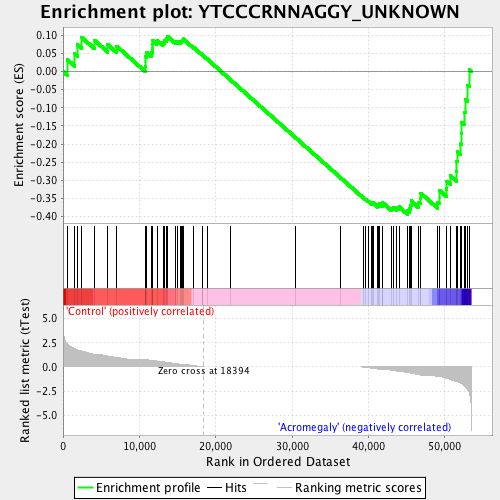 Enrichment plot: YTCCCRNNAGGY_UNKNOWN
Enrichment score (ES)
0.10
0.05
0.00
-0.05
-0.10
-0.15
-0.20
-0.25
-0.30
-0.35
-0.40
'Control' (positively correlated)
Ranked list metric (tTest)
5.0
2.5
0.0
-2.5
-5.0
Zero cross at 18394
'Acromegaly' (negatively correlated)
0
10,000
20,000
30,000
40,000
50,000
Rank in Ordered Dataset
Enrichment profile
Hits
Ranking metric scores